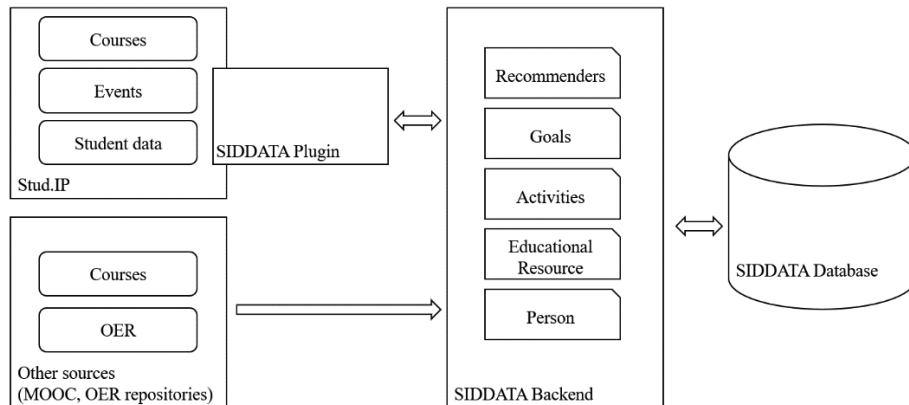 Courses
Events
Student data
Stud.IP
SIDDATA Plugin
Courses
OER
Other sources
(MOOC, OER repositories)
Recommenders
Goals
Activities
Educational
Resource
Person
SIDDATA Backend
SIDDATA Database